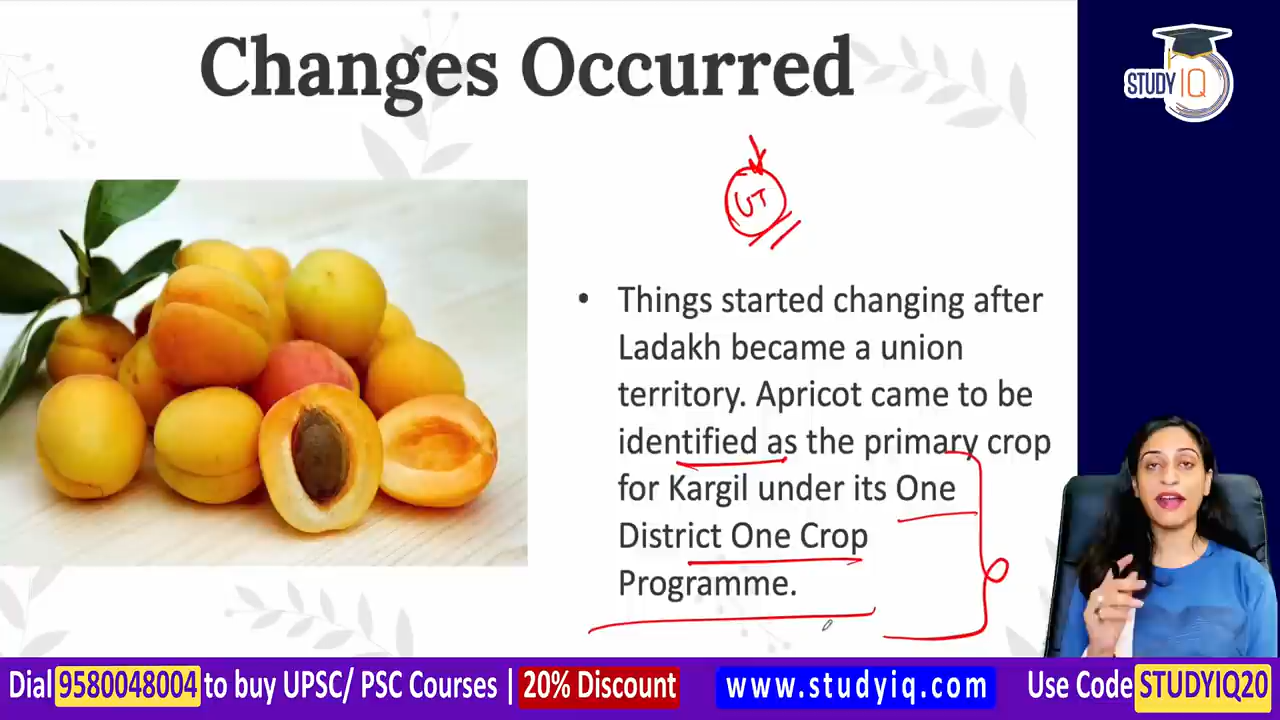 Changes Occurred
STUDY IQ
UT
• Things started changing after
Ladakh became a union
territory. Apricot came to be
identified as the primary crop
for Kargil under its One
District One Crop
Programme.
Dial 9580048004 to buy UPSC/ PSC Courses | 20% Discount www.studyiq.com Use Code STUDYIQ20